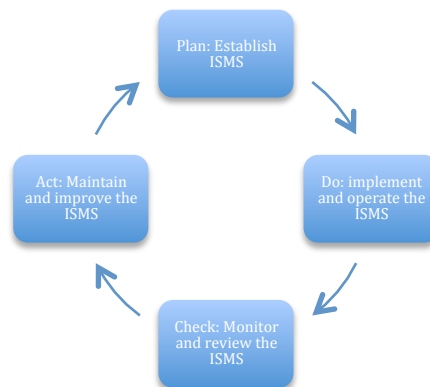 Plan: Establish
ISMS
Do: implement
and operate the
ISMS
Check: Monitor
and review the
ISMS
Act: Maintain
and improve the
ISMS